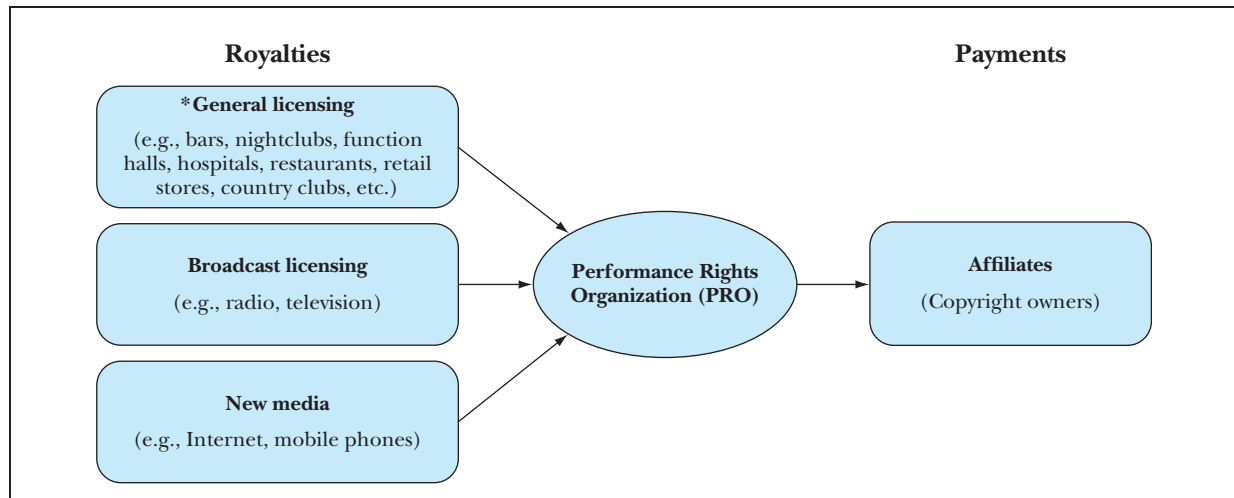 Royalties
Payments
*General licensing
(e.g., bars, nightclubs, function
halls, hospitals, restaurants, retail
stores, country clubs, etc.)
Broadcast licensing
(e.g., radio, television)
New media
(e.g., Internet, mobile phones)
Performance Rights
Organization (PRO)
Affiliates
(Copyright owners)